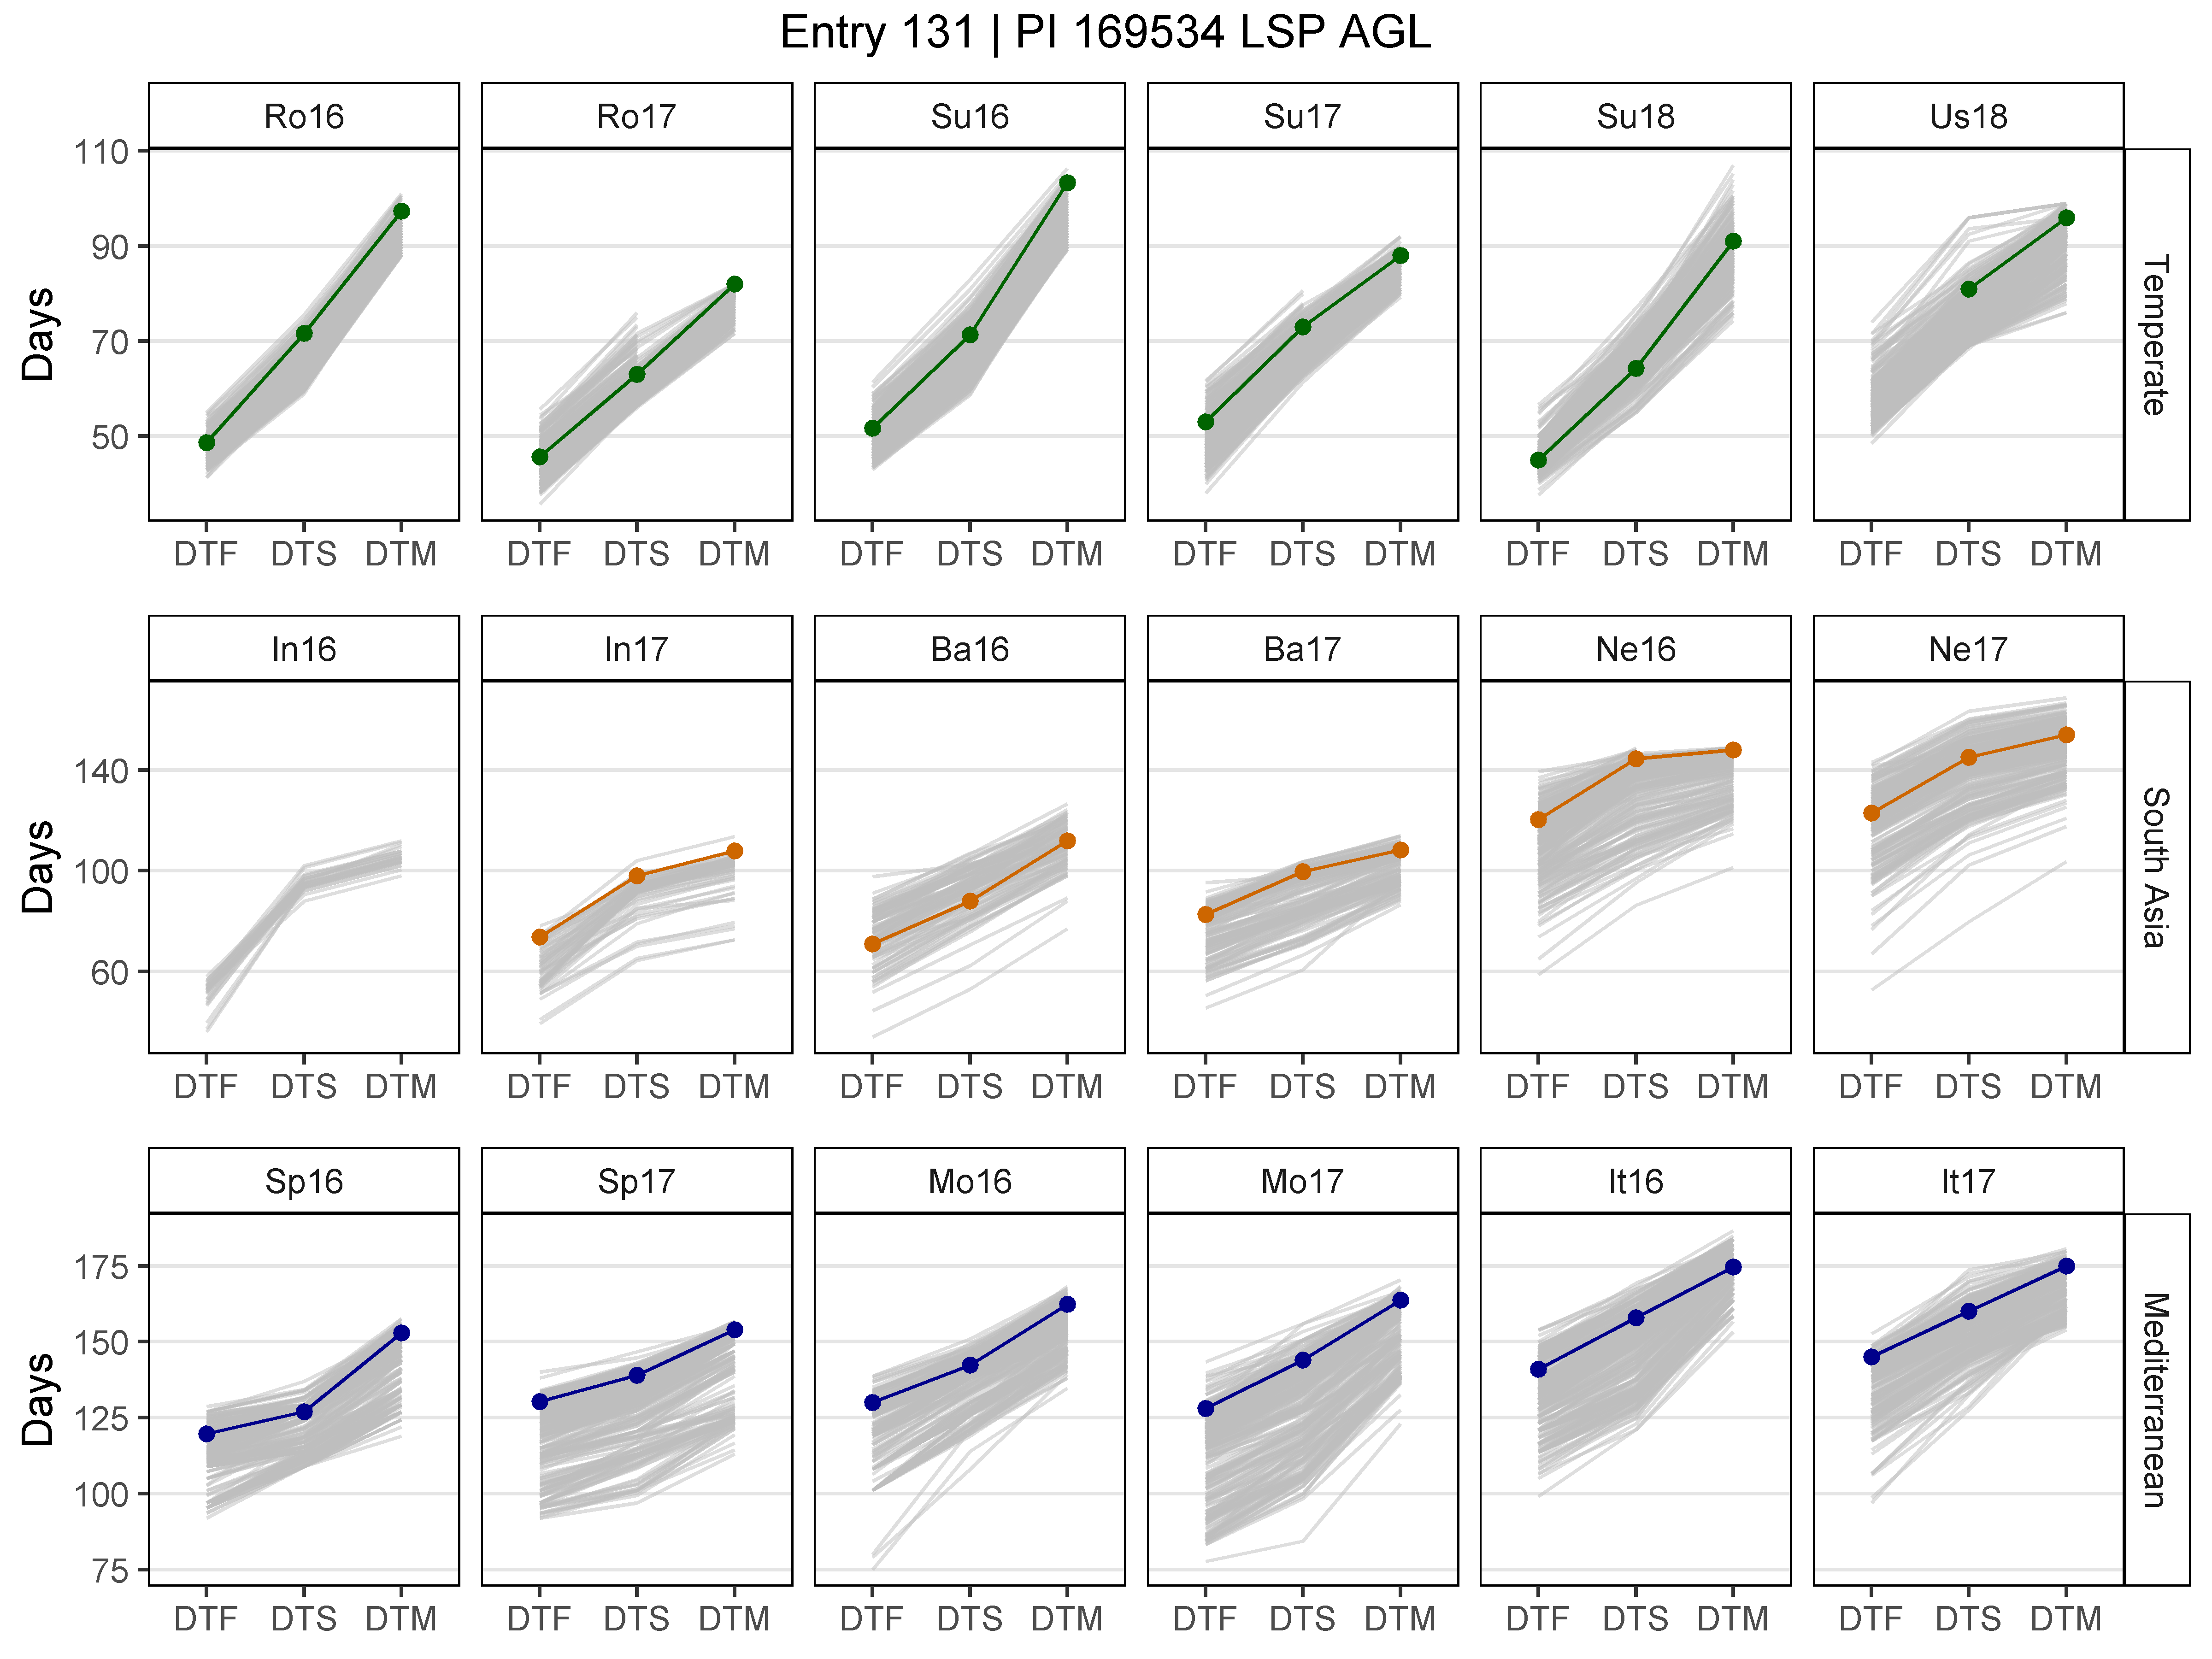 Entry 131 | PI 169534 LSP AGL
Ro16 Ro17 Su16 Su17 Su18 Us18
110
90
70
50
Days
Temperate
DTF DTS DTM DTF DTS DTM DTF DTS DTM DTF DTS DTM DTF DTS DTM DTF DTS DTM
In16 In17 Ba16 Ba17 Ne16 Ne17
140
100
60
Days
South Asia
DTF DTS DTM DTF DTS DTM DTF DTS DTM DTF DTS DTM DTF DTS DTM DTF DTS DTM
Sp16 Sp17 Mo16 Mo17 It16 It17
175
150
125
100
75
Days
Mediterranean
DTF DTS DTM DTF DTS DTM DTF DTS DTM DTF DTS DTM DTF DTS DTM DTF DTS DTM